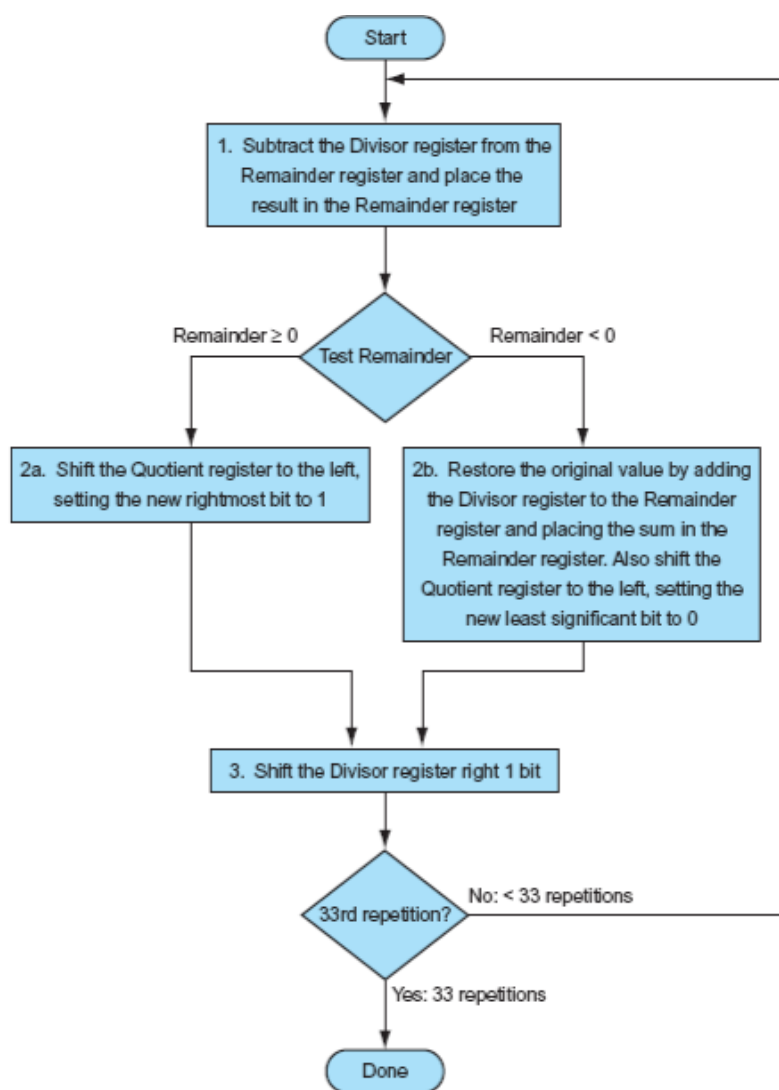 Start
1. Subtract the Divisor register from the
Remainder register and place the
result in the Remainder register
Remainder ≥ 0
Test Remainder
Remainder < 0
2a. Shift the Quotient register to the left,
setting the new rightmost bit to 1
2b. Restore the original value by adding
the Divisor register to the Remainder
register and placing the sum in the
Remainder register. Also shift the
Quotient register to the left, setting the
new least significant bit to 0
3. Shift the Divisor register right 1 bit
33rd repetition?
No: < 33 repetitions
Yes: 33 repetitions
Done